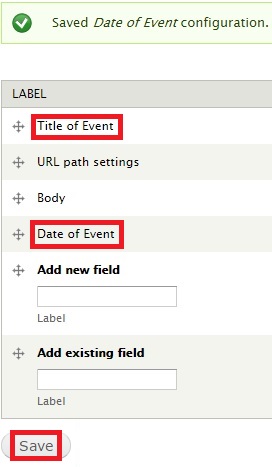 Saved Date of Event configuration.
LABEL
Title of Event
URL path settings
Body
Date of Event
Add new field
Label
Add existing field
Label
Save